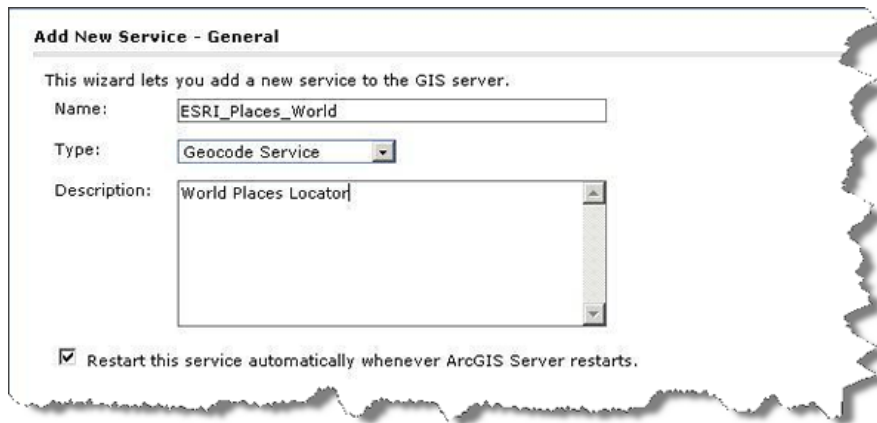 Add New Service - General
This wizard lets you add a new service to the GIS server.
Name: ESRI_Places_World
Type: Geocode Service
Description: World Places Locator
Restart this service automatically whenever ArcGIS Server restarts.